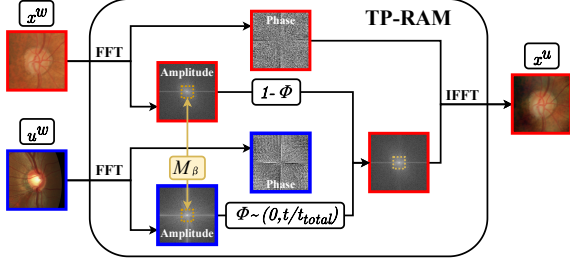 x^w
TP-RAM
Phase
FFT
Amplitude
1- Φ
x^u
IFFT
u^w
FFT
M_β
Phase
Φ~(0,t/t_total)
Amplitude